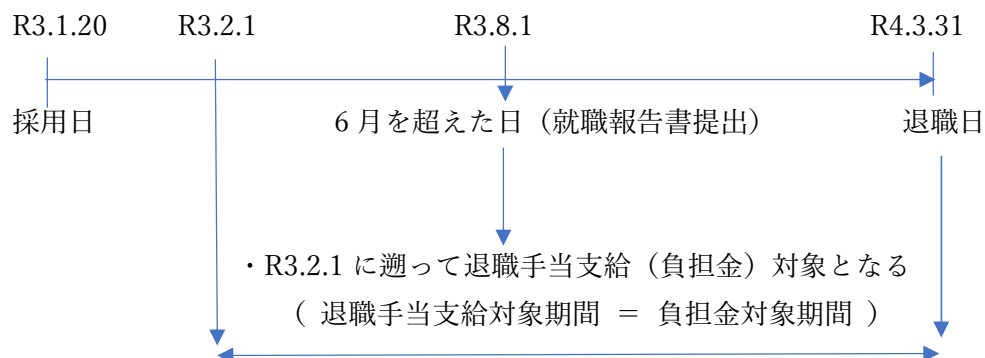 R3.1.20 R3.2.1 R3.8.1 R4.3.31
採用日 6月を超えた日（就職報告書提出） 退職日
・R3.2.1に遡って退職手当支給（負担金）対象となる
（ 退職手当支給対象期間 ＝ 負担金対象期間 ）